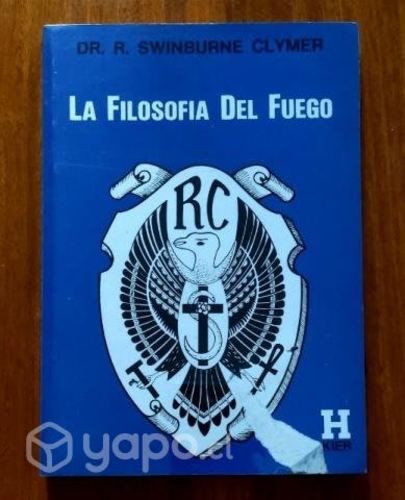 DR. R. SWINBURNE CLYMER
LA FILOSOFIA DEL FUEGO
RC
S
H
KIER
yapo.cl